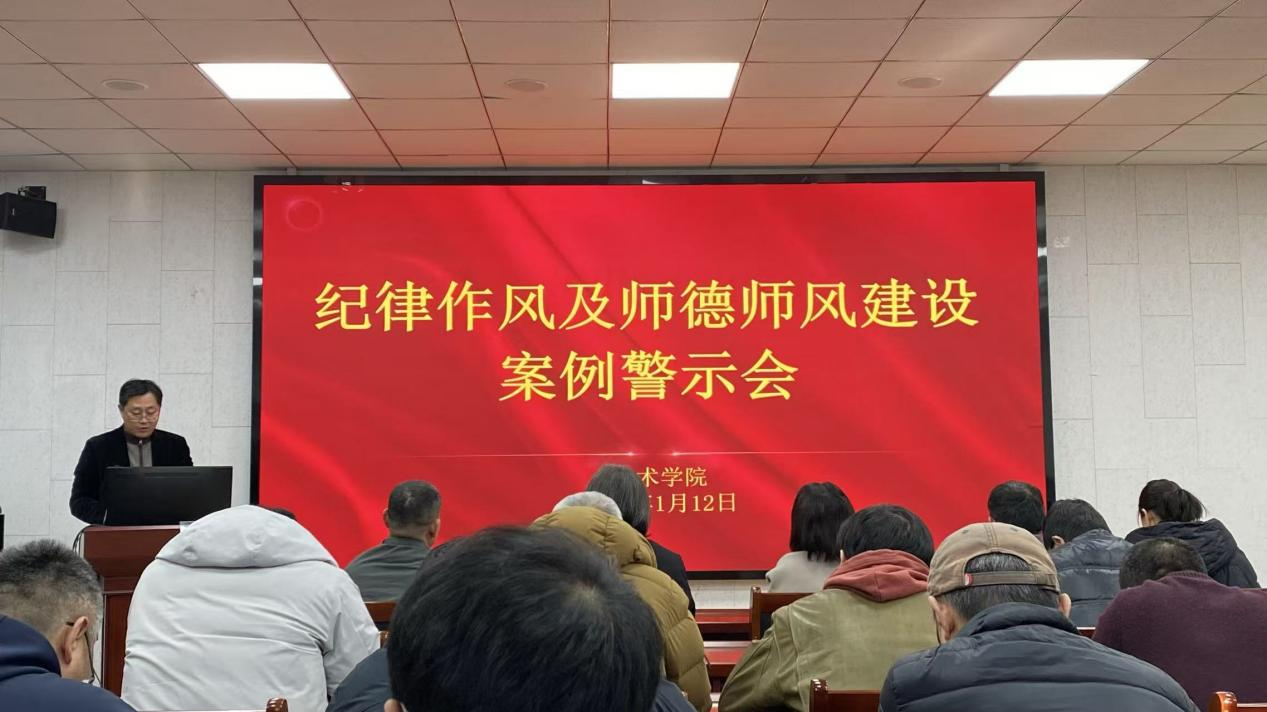 纪律作风及师德师风建设
案例警示会
术学院
年1月12日